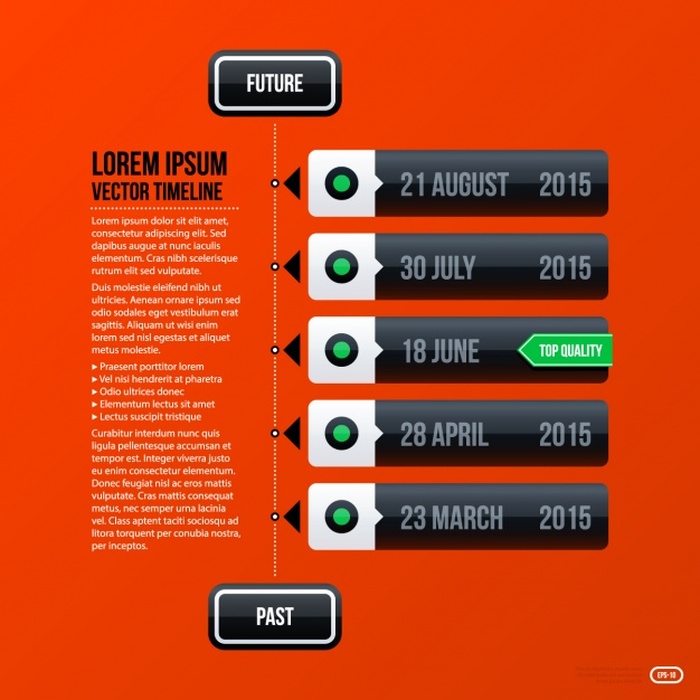 FUTURE
LOREM IPSUM
VECTOR TIMELINE
Lorem ipsum dolor sit elit amet,
consectetur adipiscing elit. Sed
dapibus augue at nunc iaculis
elementum. Cras nibh scelerisque
rutrum elit sed vulputate.
Duis molestie eleifend nibh ut
ultricies. Aenean ornare ipsum sed
odio sodales eget vestibulum erat
sagittis. Aliquam ut wisi enim
lorem sed nisl egestas et aliquet
metus molestie.
▶ Praesent porttitor lorem
▶ Vel nisi hendrerit at pharetra
▶ Odio ultrices donec
▶ Elementum lectus sit amet
▶ Lectus suscipit tristique
Curabitur interdum nunc quis
ligula pellentesque accumsan et
tempor est. Integer viverra justo
eu enim consectetur elementum.
Donec feugiat nisl ac metus mattis
vulputate. Cras mattis consequat
metus, nec semper urna lacinia
vel. Class aptent taciti sociosqu ad
litora torquent per conubia nostra,
per inceptos.
21 AUGUST 2015
30 JULY 2015
18 JUNE TOP QUALITY
28 APRIL 2015
23 MARCH 2015
PAST
EPS-10